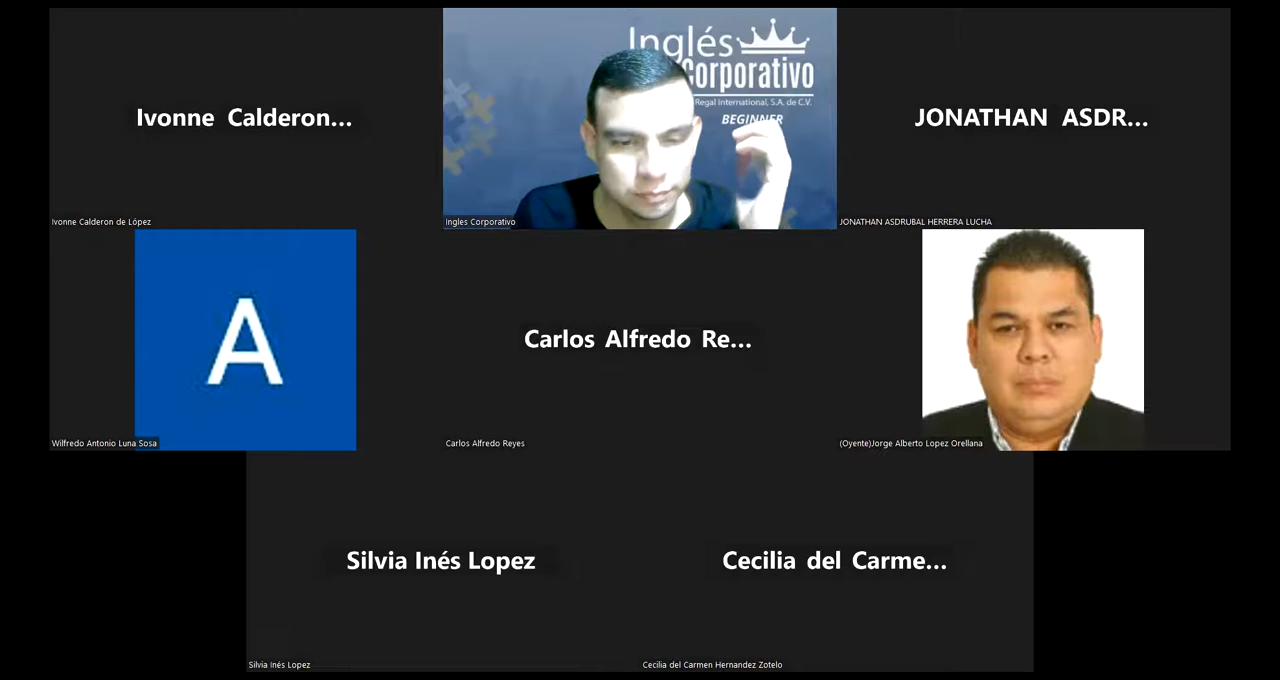 Ivonne Calderon...
Ivonne Calderon de López
Inglés
Corporativo
Regal International, S.A. de C.V.
BEGINNER
Ingles Corporativo
JONATHAN ASDR...
JONATHAN ASDRUBAL HERRERA LUCHA
A
Wilfredo Antonio Luna Sosa
Carlos Alfredo Re...
Carlos Alfredo Reyes
(Oyente)Jorge Alberto Lopez Orellana
Silvia Inés Lopez
Silvia Inés Lopez
Cecilia del Carme...
Cecilia del Carmen Hernandez Zotelo